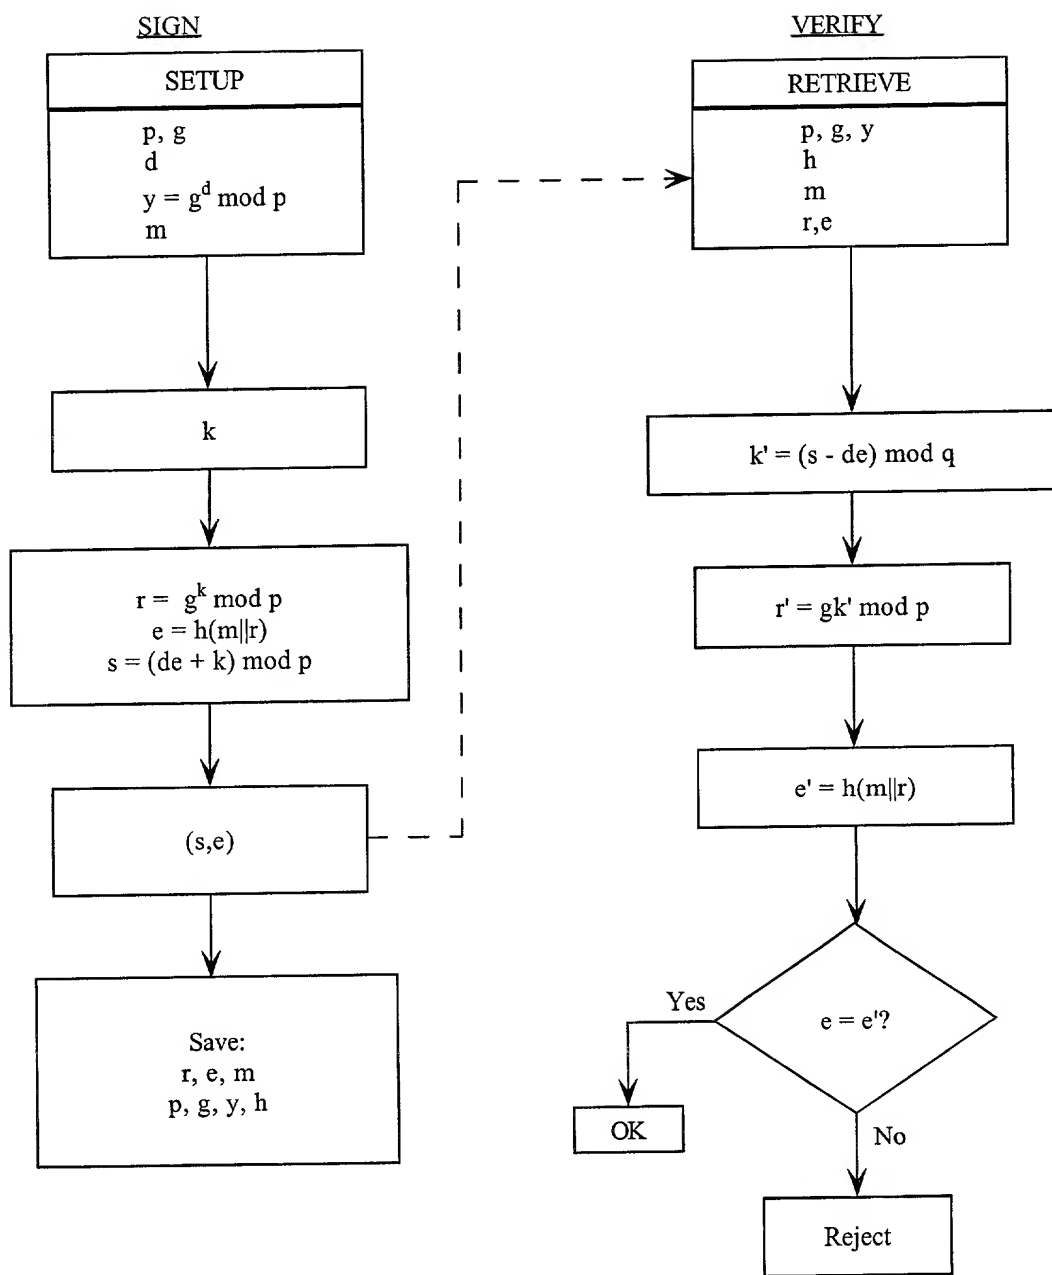 SIGN
SETUP
p, g
d
y = g^d mod p
m
k
r = g^k mod p
e = h(m||r)
s = (de + k) mod p
(s,e)
Save:
r, e, m
p, g, y, h
VERIFY
RETRIEVE
p, g, y
h
m
r,e
k' = (s - de) mod q
r' = gk' mod p
e' = h(m||r)
e = e'?
Yes
OK
No
Reject